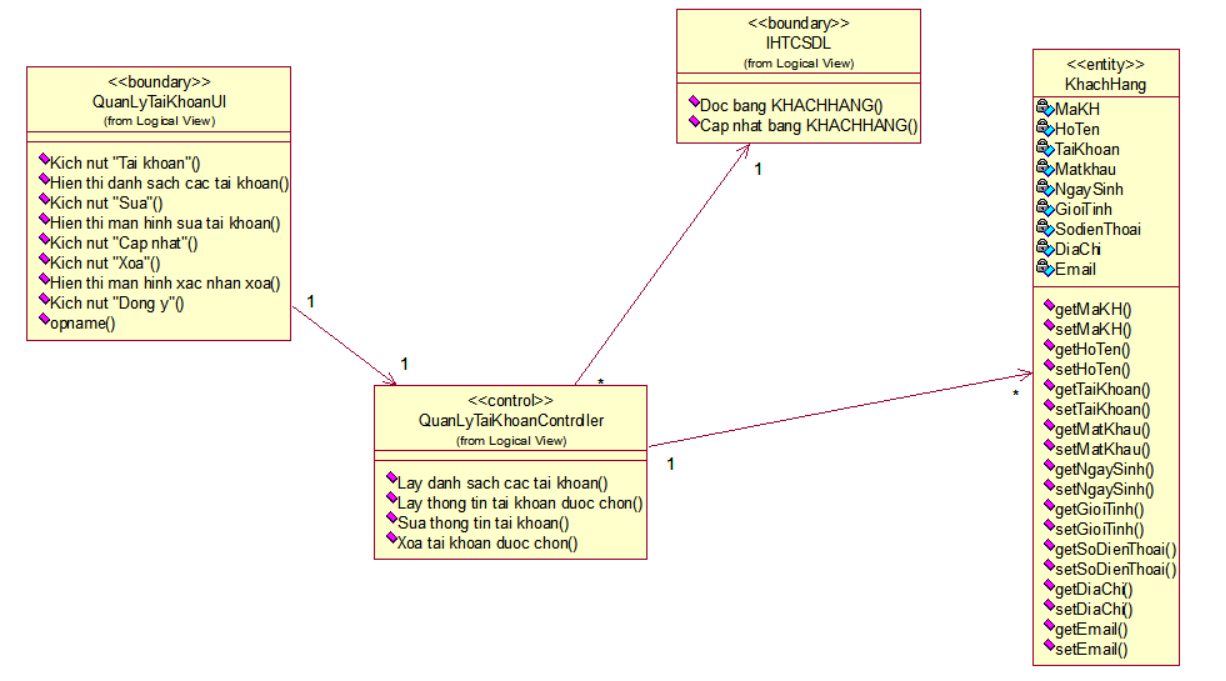 <<boundary>>
QuanLyTaiKhoanUI
(from Logical View)
Kich nut "Tai khoan"()
Hien thi danh sach cac tai khoan()
Kich nut "Sua"()
Hien thi man hinh sua tai khoan()
Kich nut "Cap nhat"()
Kich nut "Xoa"()
Hien thi man hinh xac nhan xoa()
Kich nut "Dong y"()
opname()
1
1
<<boundary>>
IHTCSDL
(from Logical View)
Doc bang KHACHHANG()
Cap nhat bang KHACHHANG()
1
*
<<control>>
QuanLyTaiKhoanController
(from Logical View)
Lay danh sach cac tai khoan()
Lay thong tin tai khoan duoc chon()
Sua thong tin tai khoan()
Xoa tai khoan duoc chon()
1
*
<<entity>>
KhachHang
MaKH
HoTen
TaiKhoan
Matkhau
NgaySinh
GioiTinh
SodienThoai
DiaChi
Email
getMaKH()
setMaKH()
getHoTen()
setHoTen()
getTaiKhoan()
setTaiKhoan()
getMatKhau()
setMatKhau()
getNgaySinh()
setNgaySinh()
getGioiTinh()
setGioiTinh()
getSoDienThoai()
setSoDienThoai()
getDiaChi()
setDiaChi()
getEmail()
setEmail()